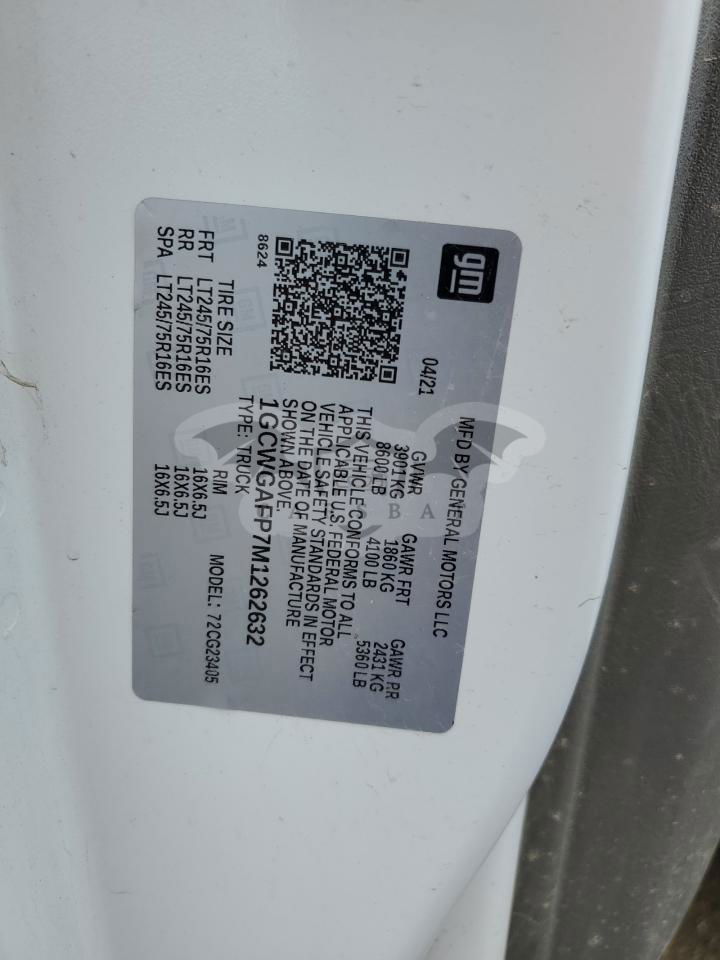 gm
04/21
MFD BY GENERAL MOTORS LLC
GVWR GAWR FRT GAWR RR
3901 KG 1860 KG 2431 KG
8600 LB 4100 LB 5360 LB
THIS VEHICLE CONFORMS TO ALL
APPLICABLE U.S. FEDERAL MOTOR
VEHICLE SAFETY STANDARDS IN EFFECT
ON THE DATE OF MANUFACTURE
SHOWN ABOVE.
1GCWGAFP7M1262632
TYPE: TRUCK
8624
MODEL: 72CG23405
TIRE SIZE RIM
FRT LT245/75R16ES 16X6.5J
RR LT245/75R16ES 16X6.5J
SPA LT245/75R16ES 16X6.5J